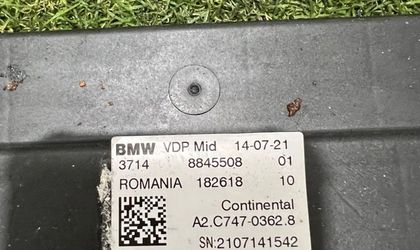 BMW VDP Mid 14-07-21
3714 8845508 01
ROMANIA 182618 10
Continental
A2.C747-0362.8
SN:2107141542